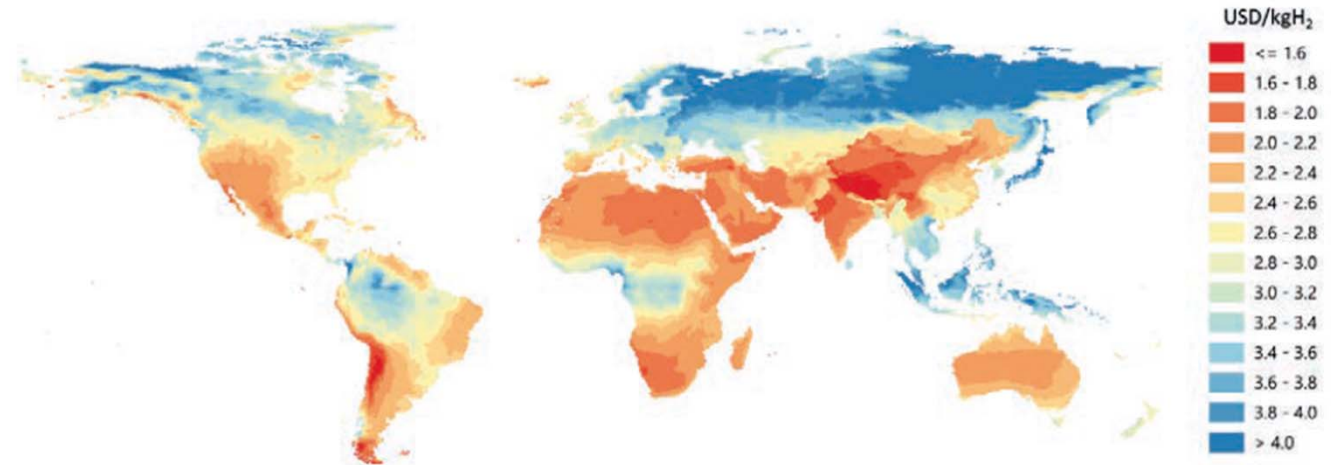 USD/kgH₂
<= 1.6
1.6 - 1.8
1.8 - 2.0
2.0 - 2.2
2.2 - 2.4
2.4 - 2.6
2.6 - 2.8
2.8 - 3.0
3.0 - 3.2
3.2 - 3.4
3.4 - 3.6
3.6 - 3.8
3.8 - 4.0
> 4.0